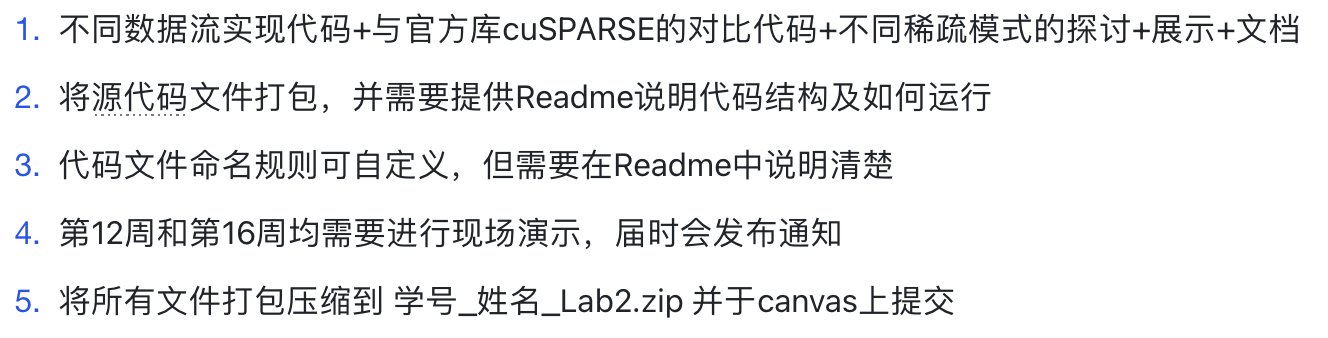 1. 不同数据流实现代码+与官方库cuSPARSE的对比代码+不同稀疏模式的探讨+展示+文档
2. 将源代码文件打包，并需要提供Readme说明代码结构及如何运行
3. 代码文件命名规则可自定义，但需要在Readme中说明清楚
4. 第12周和第16周均需要进行现场演示，届时会发布通知
5. 将所有文件打包压缩到 学号_姓名_Lab2.zip 并于canvas上提交